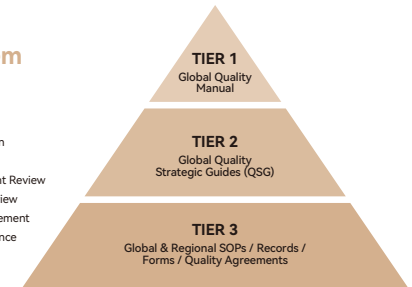 TIER 1
Global Quality
Manual
TIER 2
Global Quality
Strategic Guides (QSG)
Review
TIER 3
Global & Regional SOPs / Records /
Forms / Quality Agreements